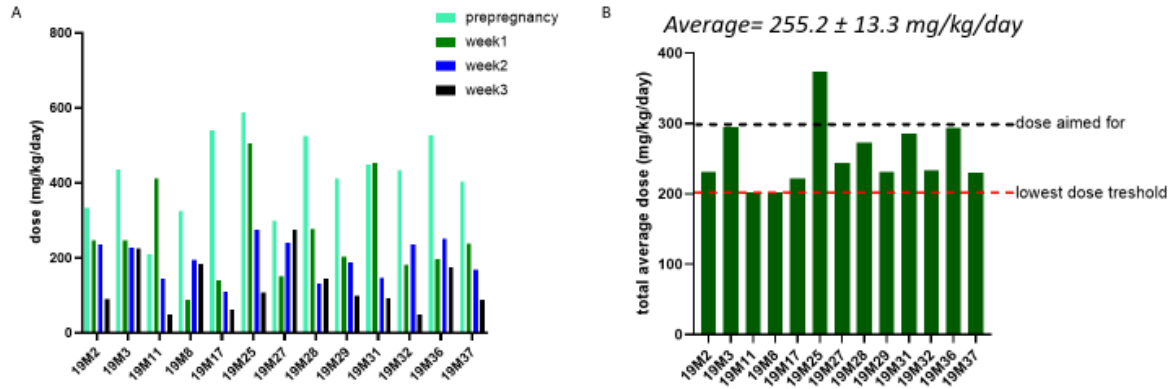 A
prepregnancy
week1
week2
week3
dose (mg/kg/day)
800
600
400
200
0
19M2
19M3
19M11
19M8
19M17
19M25
19M27
19M28
19M29
19M31
19M32
19M36
19M37
B
Average= 255.2 ± 13.3 mg/kg/day
total average dose (mg/kg/day)
400
300
200
100
0
dose aimed for
lowest dose treshold
19M2
19M3
19M11
19M8
19M17
19M25
19M27
19M28
19M29
19M31
19M32
19M36
19M37